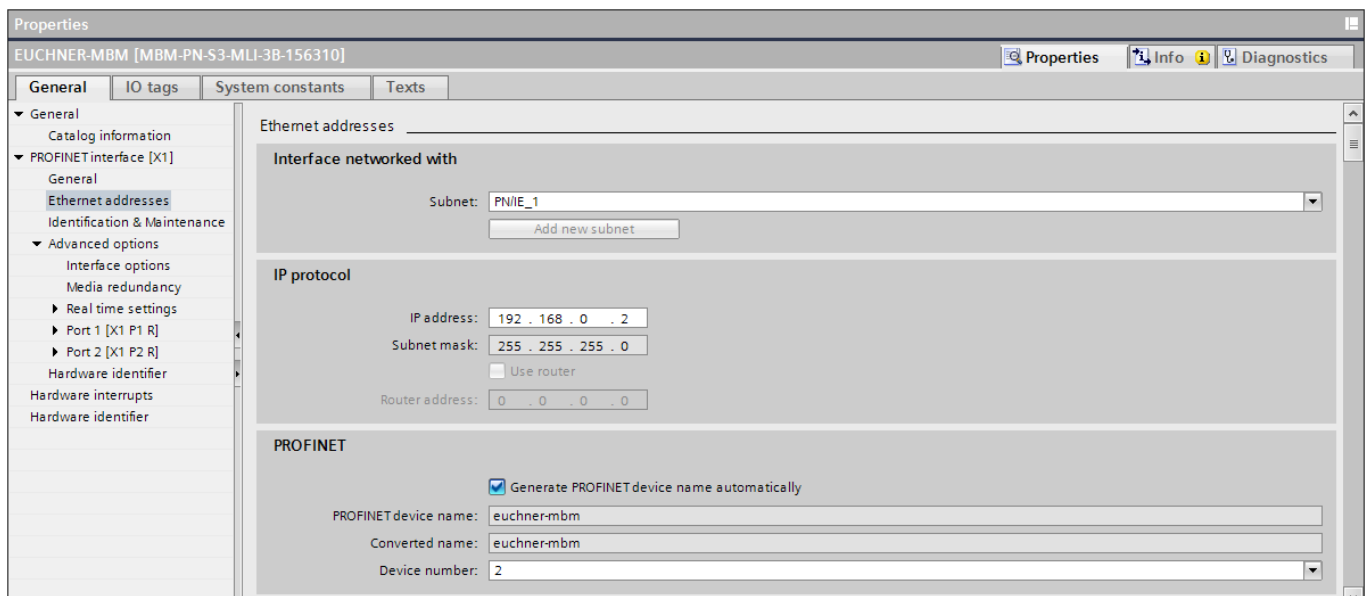 Properties
EUCHNER-MBM [MBM-PN-S3-MLI-3B-156310]
Properties Info Diagnostics
General IO tags System constants Texts
General
Catalog information
PROFINET interface [X1]
General
Ethernet addresses
Identification & Maintenance
Advanced options
Interface options
Media redundancy
Real time settings
Port 1 [X1 P1 R]
Port 2 [X1 P2 R]
Hardware identifier
Hardware interrupts
Hardware identifier
Ethernet addresses
Interface networked with
Subnet: PN/IE_1
Add new subnet
IP protocol
IP address: 192 . 168 . 0 . 2
Subnet mask: 255 . 255 . 255 . 0
Use router
Router address: 0 . 0 . 0 . 0
PROFINET
Generate PROFINET device name automatically
PROFINET device name: euchner-mbm
Converted name: euchner-mbm
Device number: 2